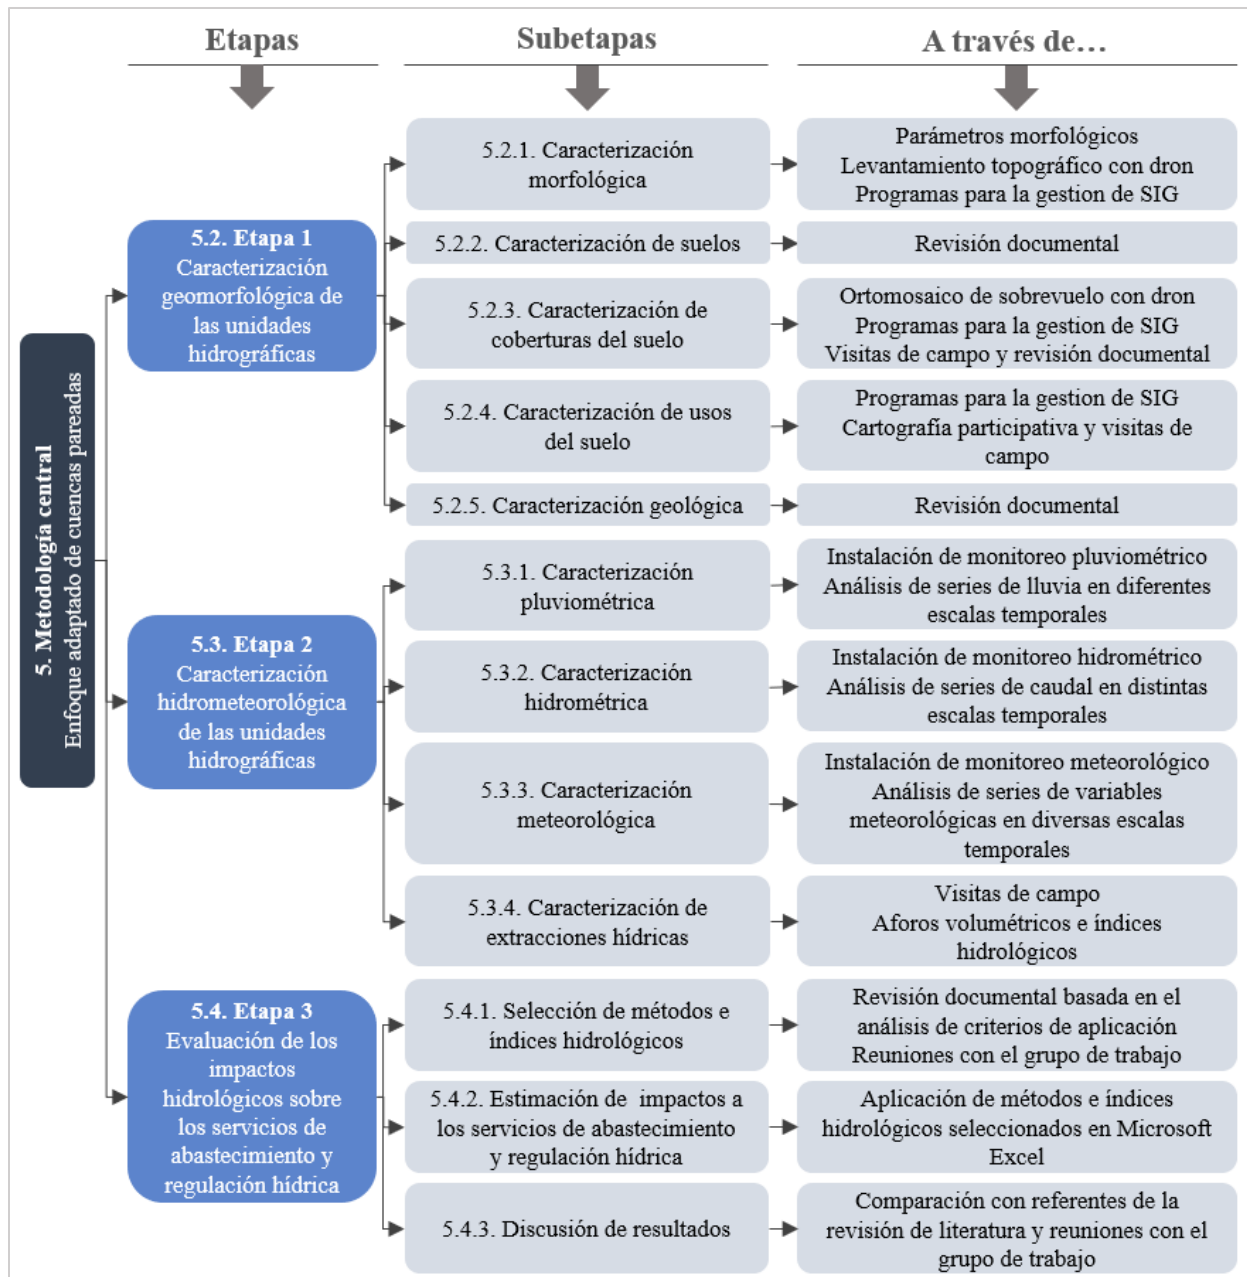 Etapas
Subetapas
A través de...
5. Metodología central
Enfoque adaptado de cuencas pareadas
5.2. Etapa 1
Caracterización
geomorfológica de
las unidades
hidrográficas
5.2.1. Caracterización
morfológica
Parámetros morfológicos
Levantamiento topográfico con dron
Programas para la gestion de SIG
5.2.2. Caracterización de suelos
Revisión documental
5.2.3. Caracterización de
coberturas del suelo
Ortomosaico de sobrevuelo con dron
Programas para la gestion de SIG
Visitas de campo y revisión documental
5.2.4. Caracterización de usos
del suelo
Programas para la gestion de SIG
Cartografía participativa y visitas de
campo
5.2.5. Caracterización geológica
Revisión documental
5.3. Etapa 2
Caracterización
hidrometeorológica
de las unidades
hidrográficas
5.3.1. Caracterización
pluviométrica
Instalación de monitoreo pluviométrico
Análisis de series de lluvia en diferentes
escalas temporales
5.3.2. Caracterización
hidrométrica
Instalación de monitoreo hidrométrico
Análisis de series de caudal en distintas
escalas temporales
5.3.3. Caracterización
meteorológica
Instalación de monitoreo meteorológico
Análisis de series de variables
meteorológicas en diversas escalas
temporales
5.3.4. Caracterización de
extracciones hídricas
Visitas de campo
Aforos volumétricos e índices
hidrológicos
5.4. Etapa 3
Evaluación de los
impactos
hidrológicos sobre
los servicios de
abastecimiento y
regulación hídrica
5.4.1. Selección de métodos e
índices hidrológicos
Revisión documental basada en el
análisis de criterios de aplicación
Reuniones con el grupo de trabajo
5.4.2. Estimación de impactos a
los servicios de abastecimiento
y regulación hídrica
Aplicación de métodos e índices
hidrológicos seleccionados en Microsoft
Excel
5.4.3. Discusión de resultados
Comparación con referentes de la
revisión de literatura y reuniones con el
grupo de trabajo